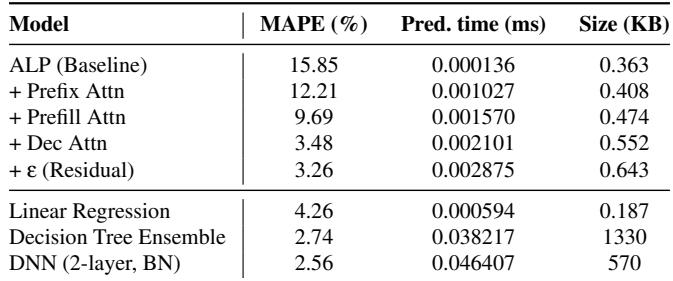 Model MAPE (%) Pred. time (ms) Size (KB)
ALP (Baseline) 15.85 0.000136 0.363
+ Prefix Attn 12.21 0.001027 0.408
+ Prefill Attn 9.69 0.001570 0.474
+ Dec Attn 3.48 0.002101 0.552
+ ε (Residual) 3.26 0.002875 0.643
Linear Regression 4.26 0.000594 0.187
Decision Tree Ensemble 2.74 0.038217 1330
DNN (2-layer, BN) 2.56 0.046407 570